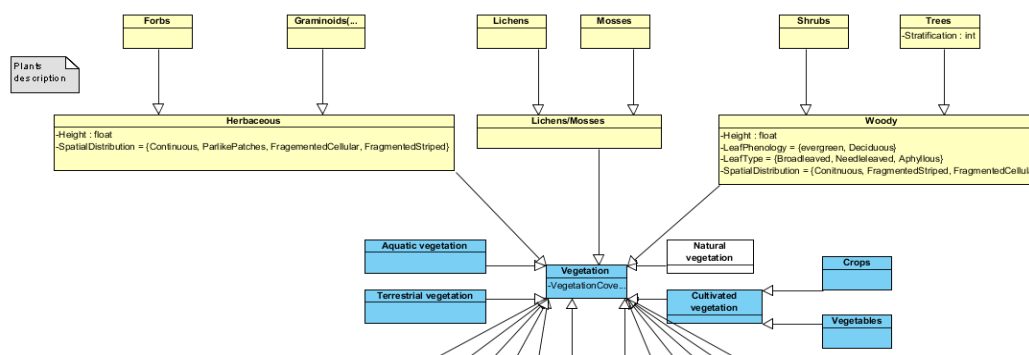 Forbs
Graminoids(...
Lichens
Mosses
Shrubs
Trees
-Stratification : int
Plants
description
Herbaceous
-Height : float
-SpatialDistribution = {Continuous, ParlikePatches, FragementedCellular, FragmentedStriped}
Lichens/Mosses
Woody
-Height : float
-LeafPhenology = {evergreen, Deciduous}
-LeafType = {Broadleaved, Needleleaved, Aphyllous}
-SpatialDistribution = {Conitnuous, FragmentedStriped, FragmentedCellular
Aquatic vegetation
Natural
vegetation
Crops
Vegetation
-VegetationCove...
Terrestrial vegetation
Cultivated
vegetation
Vegetables